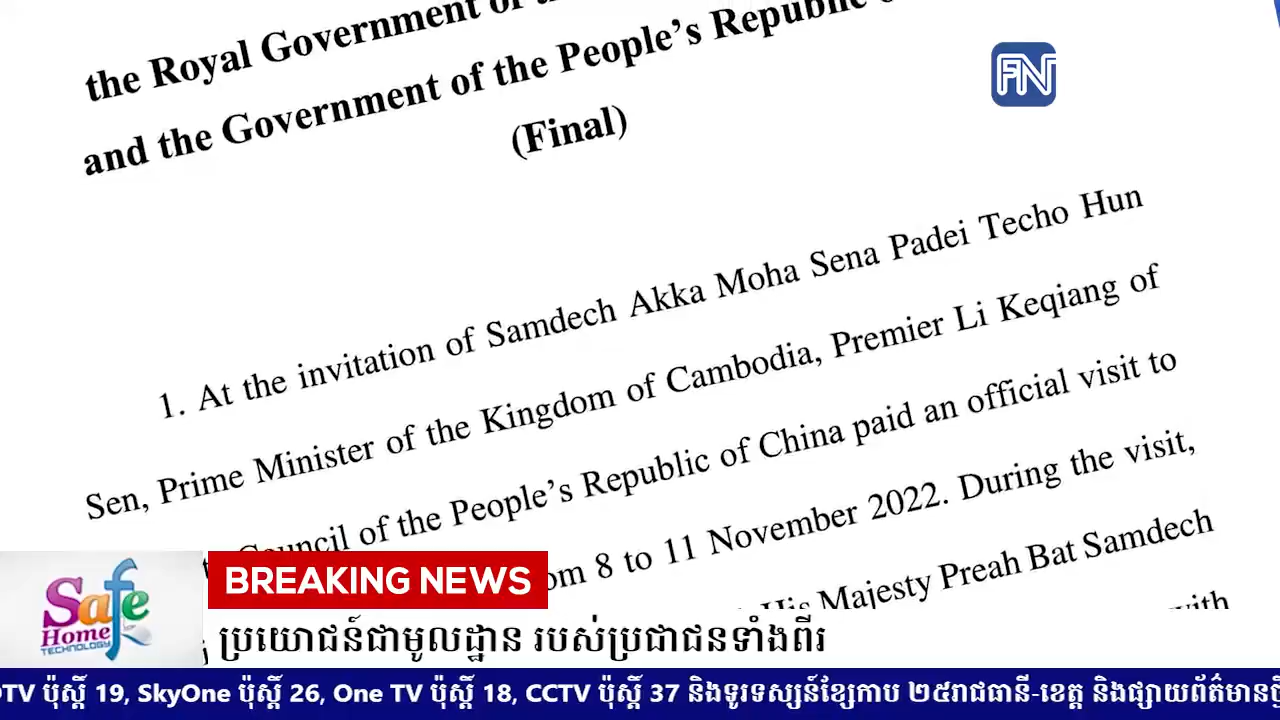 the Royal Government of
and the Government of the People's Republic
(Final)
FN
1. At the invitation of Samdech Akka Moha Sena Padei Techo Hun
Sen, Prime Minister of the Kingdom of Cambodia, Premier Li Keqiang of
Council of the People's Republic of China paid an official visit to
8 to 11 November 2022. During the visit,
His Majesty Preah Bat Samdech
with
Safe
Home
TECHNOLOGY
BREAKING NEWS
ប្រយោជន៍ជាមូលដ្ឋាន របស់ប្រជាជនទាំងពីរ
TV ប៉ុស្តិ៍ 19, SkyOne ប៉ុស្តិ៍ 26, One TV ប៉ុស្តិ៍ 18, CCTV ប៉ុស្តិ៍ 37 និងទូរទស្សន៍ខ្សែកាប ២៥រាជធានី-ខេត្ត និងផ្សាយព័ត៌មាន